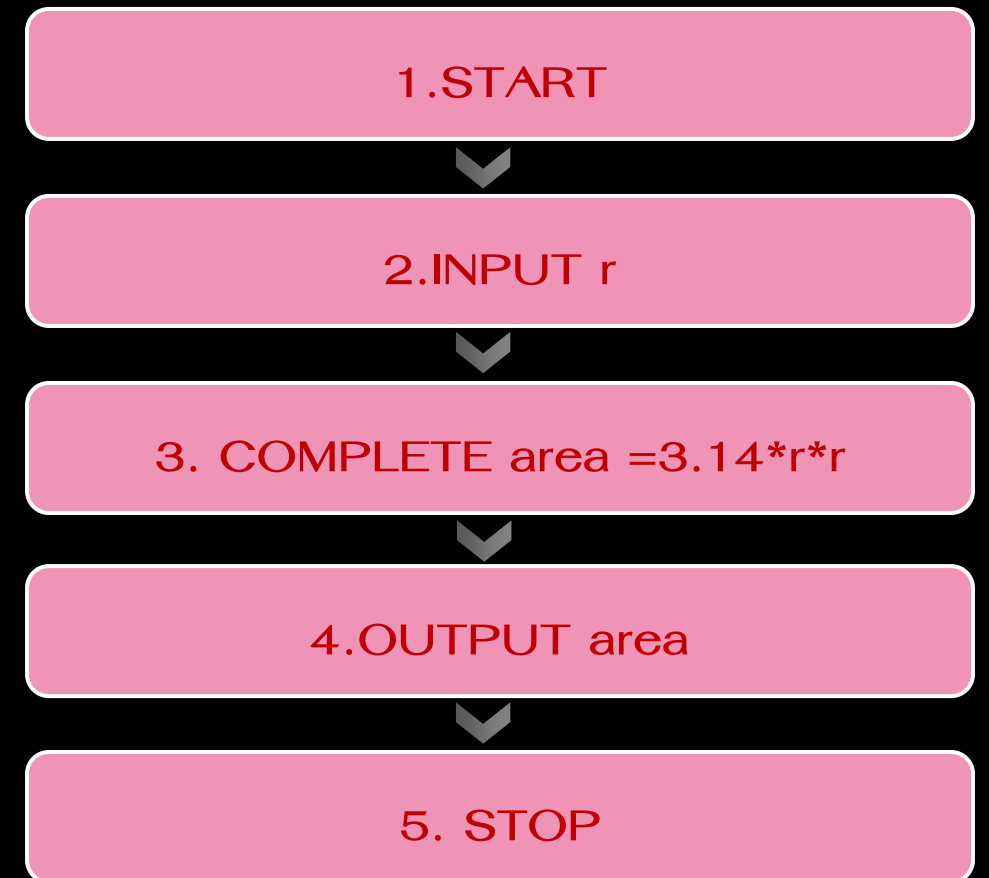 1.START
2.INPUT r
3. COMPLETE area =3.14*r*r
4.OUTPUT area
5. STOP